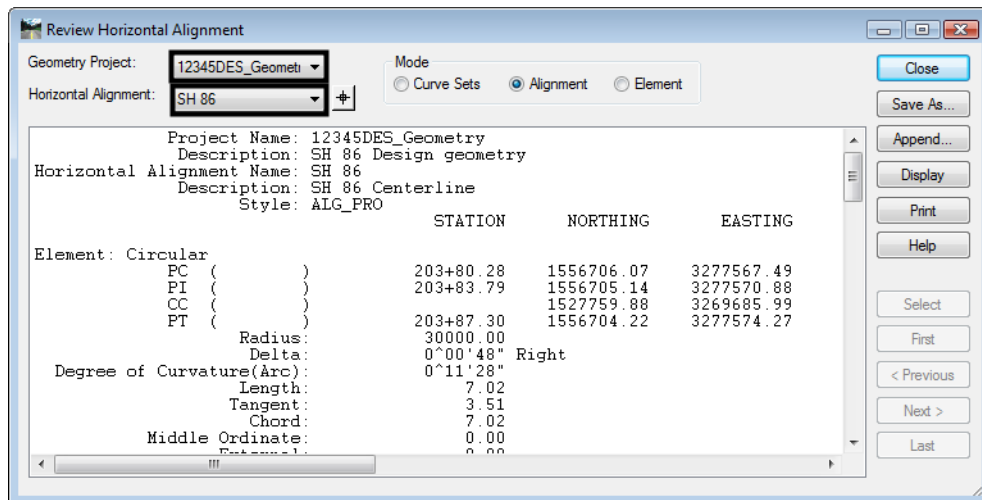 Review Horizontal Alignment
Geometry Project: 12345DES_Geometr
Horizontal Alignment: SH 86
Mode
Curve Sets Alignment Element
Close
Save As...
Append...
Display
Print
Help
Select
First
< Previous
Next >
Last
Project Name: 12345DES_Geometry
Description: SH 86 Design geometry
Horizontal Alignment Name: SH 86
Description: SH 86 Centerline
Style: ALG_PRO
STATION NORTHING EASTING
Element: Circular
PC ( ) 203+80.28 1556706.07 3277567.49
PI ( ) 203+83.79 1556705.14 3277570.88
CC ( ) 1527759.88 3269685.99
PT ( ) 203+87.30 1556704.22 3277574.27
Radius: 30000.00
Delta: 0^00'48" Right
Degree of Curvature(Arc): 0^11'28"
Length: 7.02
Tangent: 3.51
Chord: 7.02
Middle Ordinate: 0.00
External: 0.00